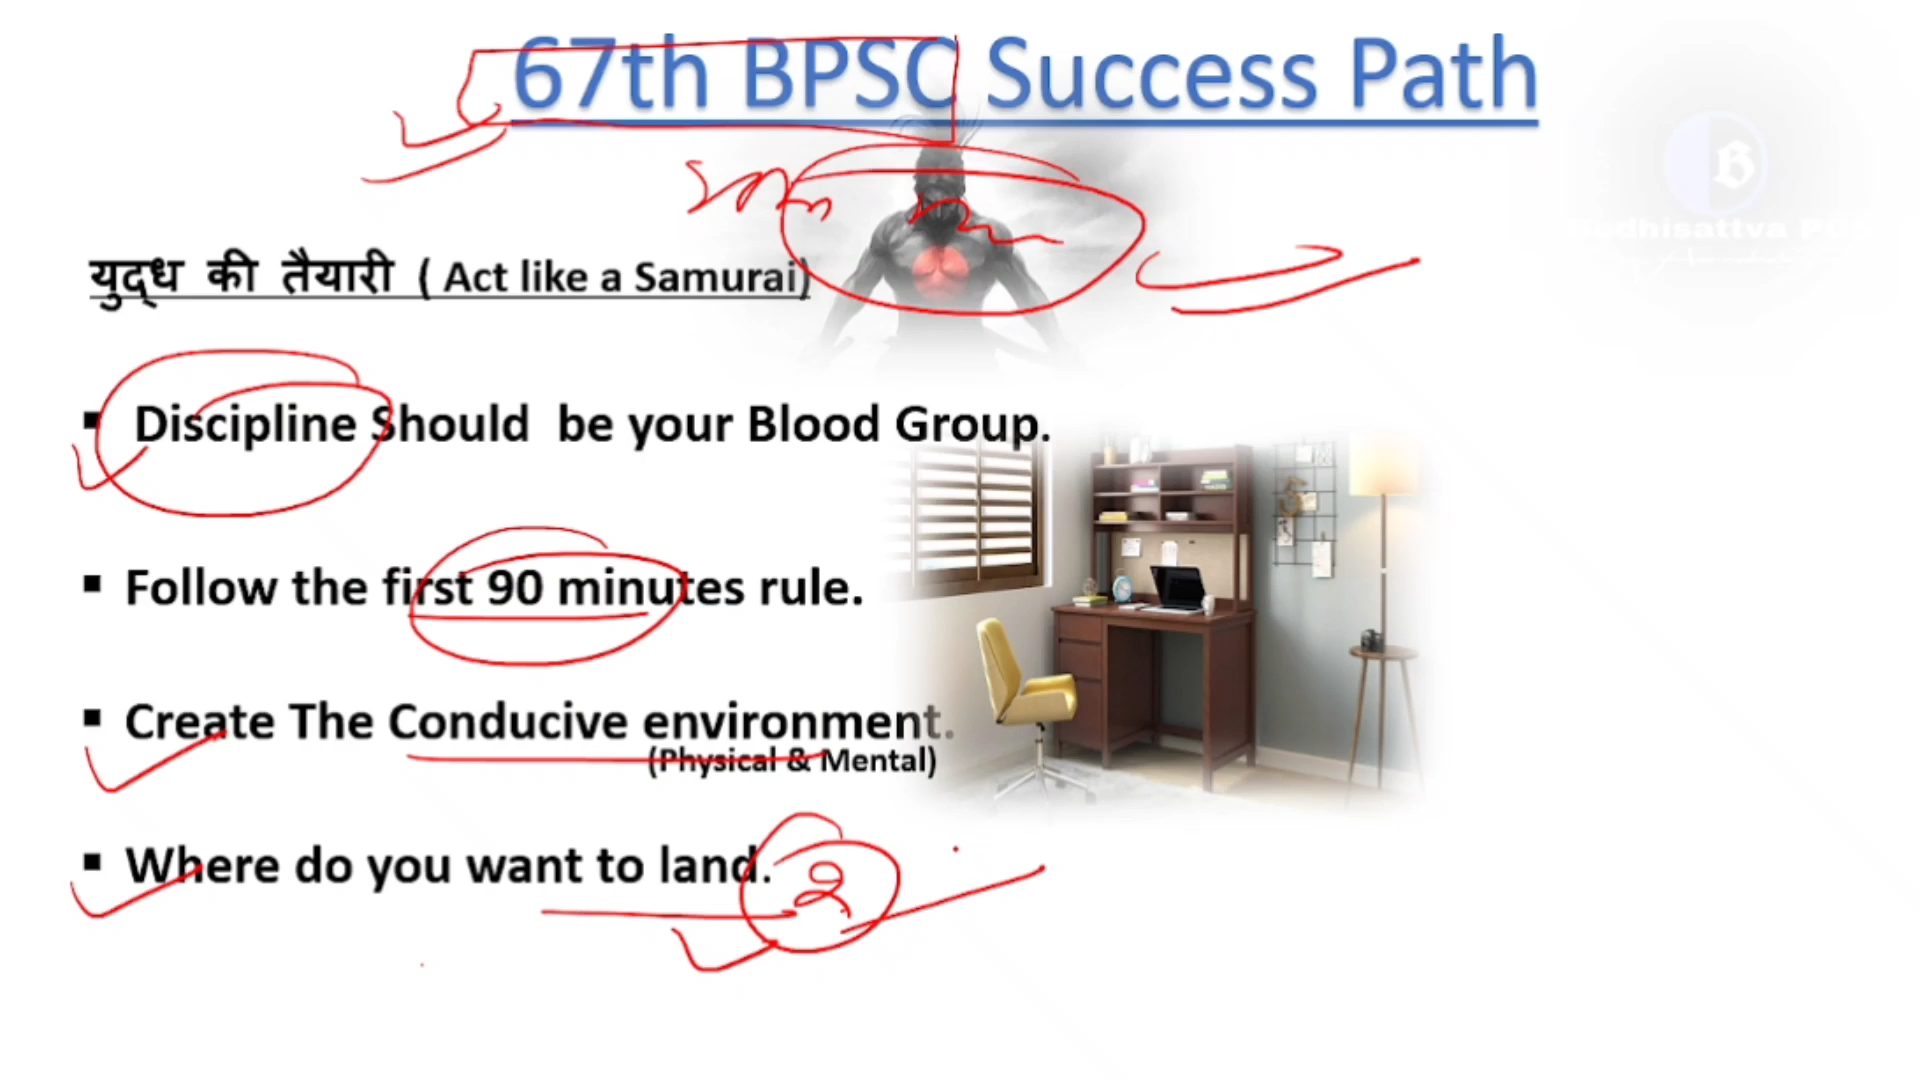 67th BPSC Success Path
युद्ध की तैयारी ( Act like a Samurai)
▪ Discipline Should be your Blood Group.
▪ Follow the first 90 minutes rule.
▪ Create The Conducive environment.
(Physical & Mental)
▪ Where do you want to land.